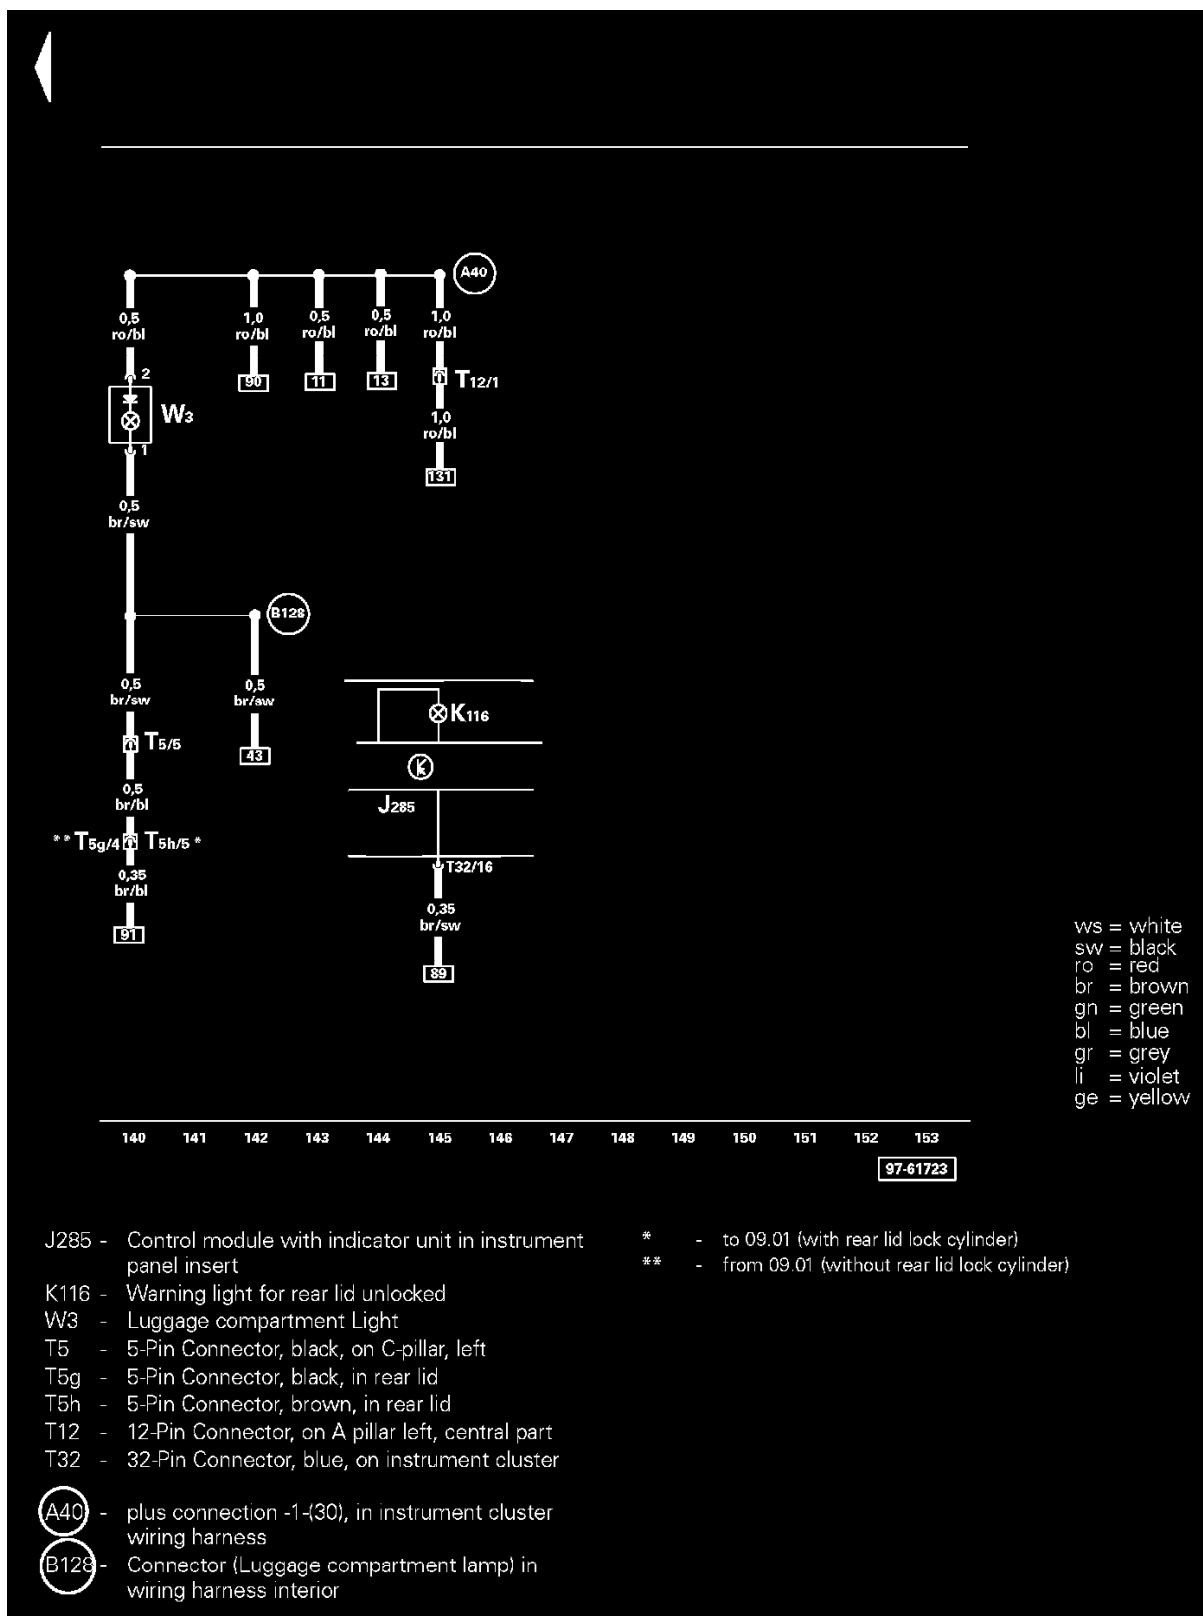 A40
0,5 1,0 0,5 0,5 1,0
ro/bl ro/bl ro/bl ro/bl ro/bl
2 90 11 13 T12/1
W3
1,0
ro/bl
1
131
0,5
br/sw
B128
0,5 0,5
br/sw br/sw
K116
T5/5 43
K
0,5
br/bl
J285
** T5g/4 T5h/5 *
T32/16
0,35
br/bl
0,35
br/sw
91
89
ws = white
sw = black
ro = red
br = brown
gn = green
bl = blue
gr = grey
li = violet
ge = yellow
140 141 142 143 144 145 146 147 148 149 150 151 152 153
97-61723
J285 - Control module with indicator unit in instrument
panel insert
K116 - Warning light for rear lid unlocked
W3 - Luggage compartment Light
T5 - 5-Pin Connector, black, on C-pillar, left
T5g - 5-Pin Connector, black, in rear lid
T5h - 5-Pin Connector, brown, in rear lid
T12 - 12-Pin Connector, on A pillar left, central part
T32 - 32-Pin Connector, blue, on instrument cluster
A40 - plus connection -1-(30), in instrument cluster
wiring harness
B128 - Connector (Luggage compartment lamp) in
wiring harness interior
* - to 09.01 (with rear lid lock cylinder)
** - from 09.01 (without rear lid lock cylinder)